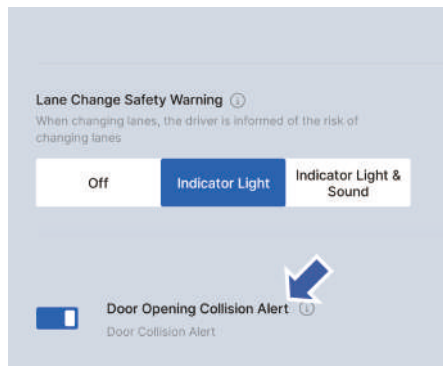 Lane Change Safety Warning
When changing lanes, the driver is informed of the risk of
changing lanes
Off
Indicator Light
Indicator Light &
Sound
Door Opening Collision Alert
Door Collision Alert